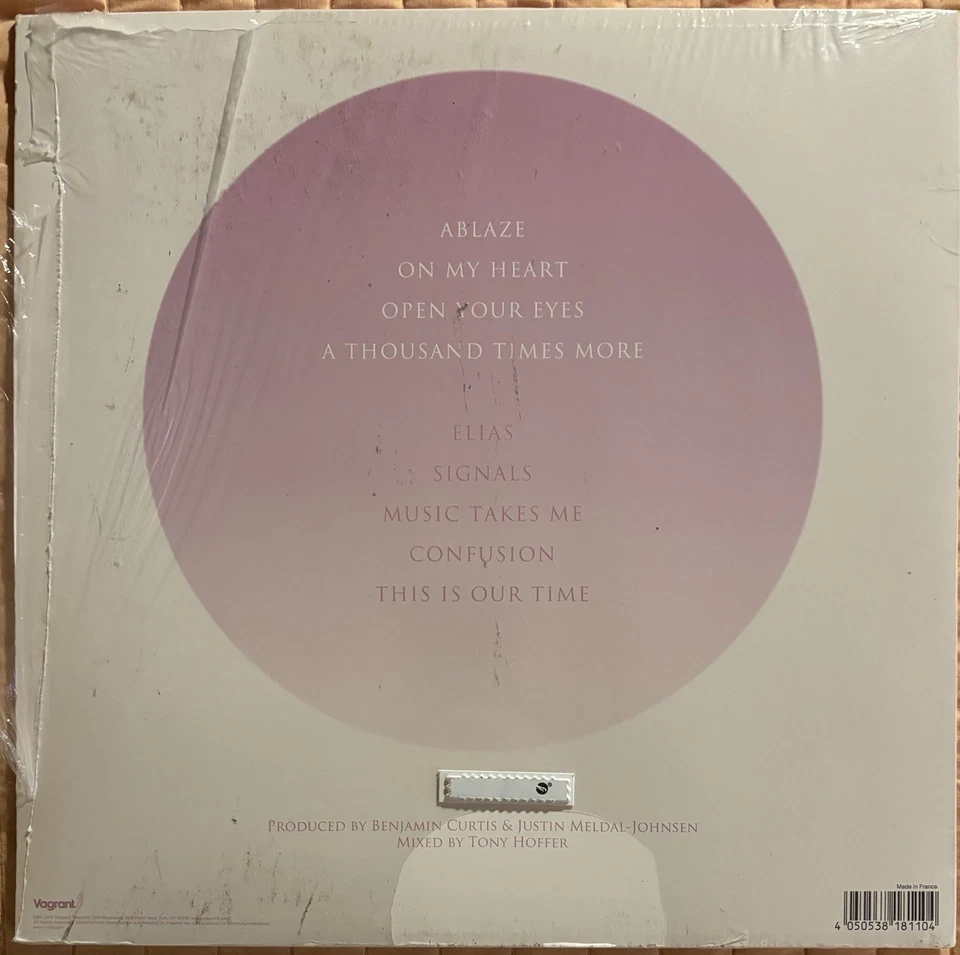 ABLAZE
ON MY HEART
OPEN YOUR EYES
A THOUSAND TIMES MORE
ELIAS
SIGNALS
MUSIC TAKES ME
CONFUSION
THIS IS OUR TIME
PRODUCED BY BENJAMIN CURTIS & JUSTIN MELDAL-JOHNSEN
MIXED BY TONY HOFFER
Vagrant.
Made in France
4 050538 181104